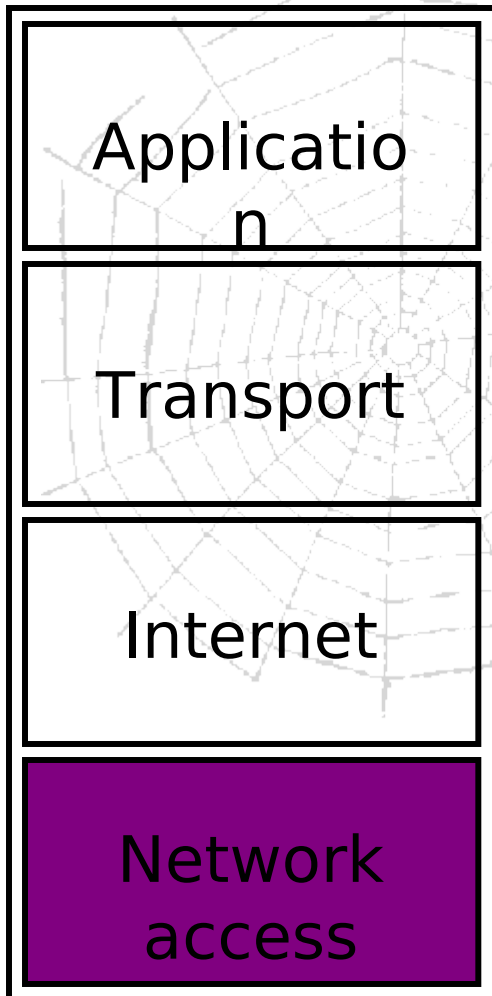 Applicatio
n
Transport
Internet
Network
access